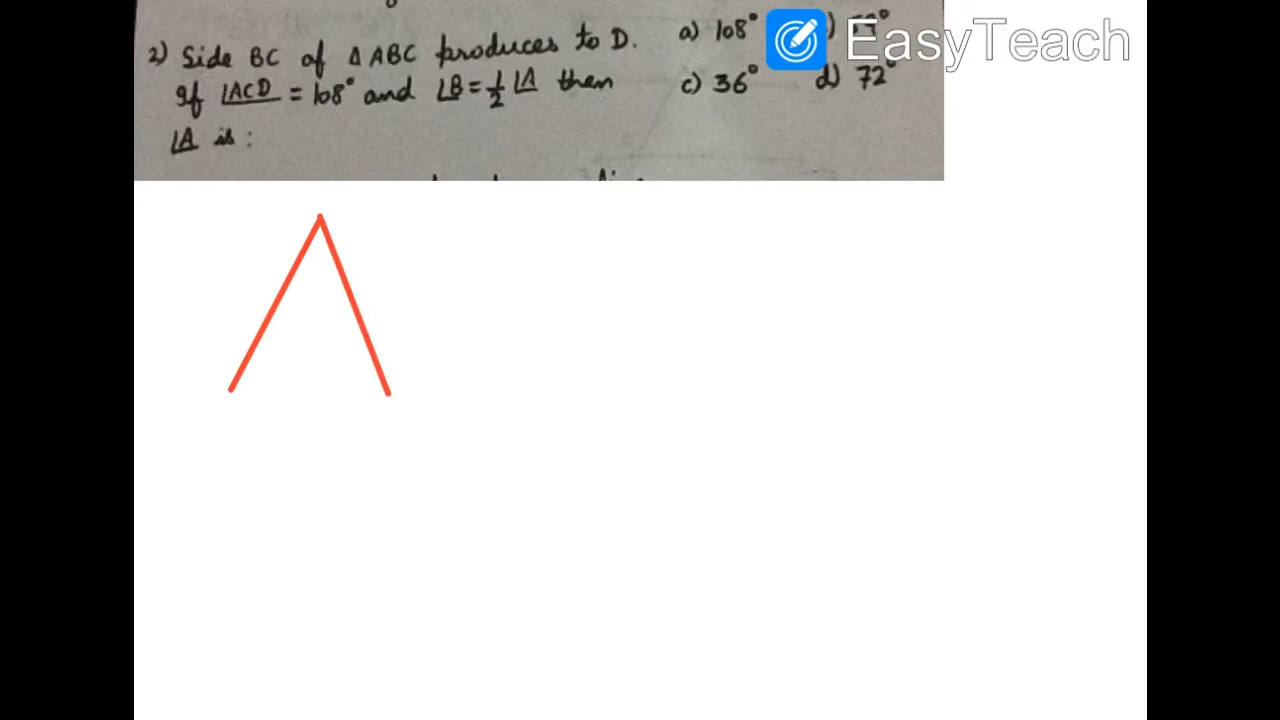 2) Side BC of Δ ABC produces to D. a) 108°
EasyTeach
If ∠ACD = 108° and ∠B = 1/2 ∠A then c) 36° d) 72°
∠A is :